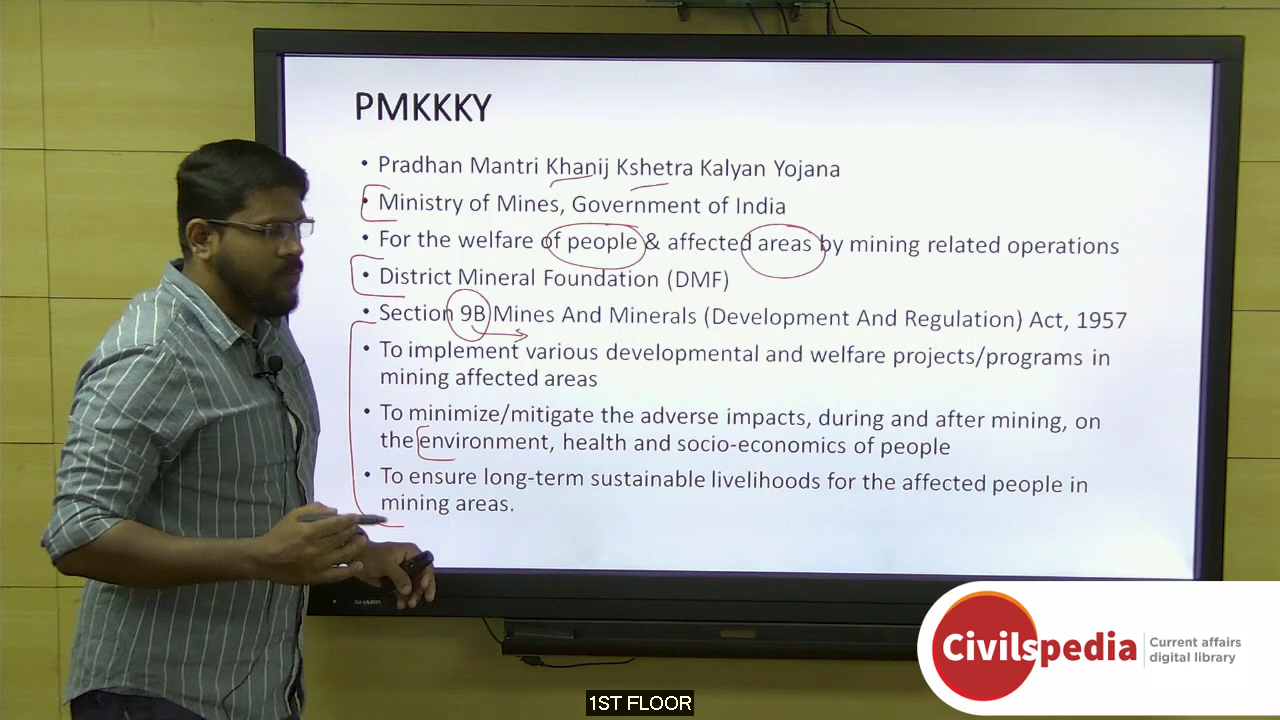 PMKKKY
• Pradhan Mantri Khanij Kshetra Kalyan Yojana
• Ministry of Mines, Government of India
• For the welfare of people & affected areas by mining related operations
• District Mineral Foundation (DMF)
• Section 9B Mines And Minerals (Development And Regulation) Act, 1957
• To implement various developmental and welfare projects/programs in
mining affected areas
• To minimize/mitigate the adverse impacts, during and after mining, on
the environment, health and socio-economics of people
• To ensure long-term sustainable livelihoods for the affected people in
mining areas.
SHARP
Civilspedia
Current affairs
digital library
1ST FLOOR